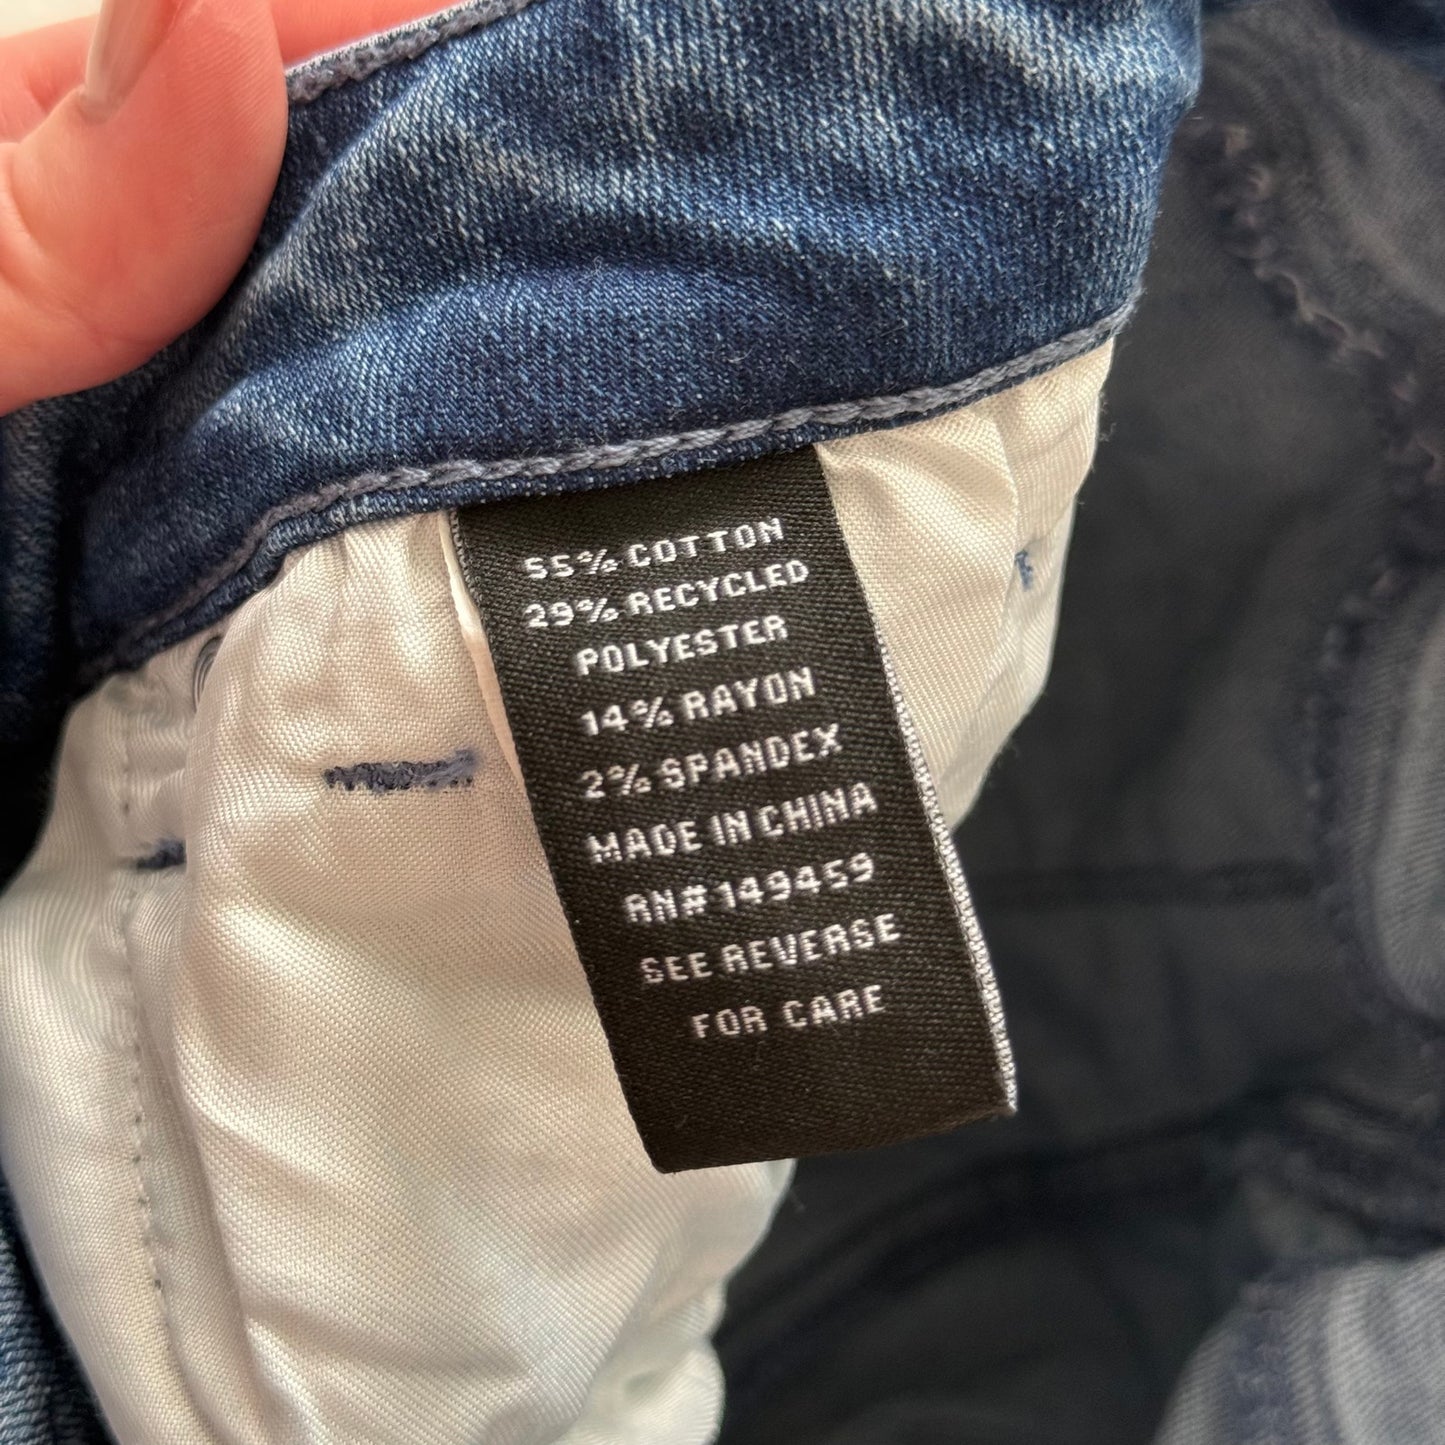 55% COTTON
29% RECYCLED
POLYESTER
14% RAYON
2% SPANDEX
MADE IN CHINA
RN# 149459
SEE REVERSE
FOR CARE